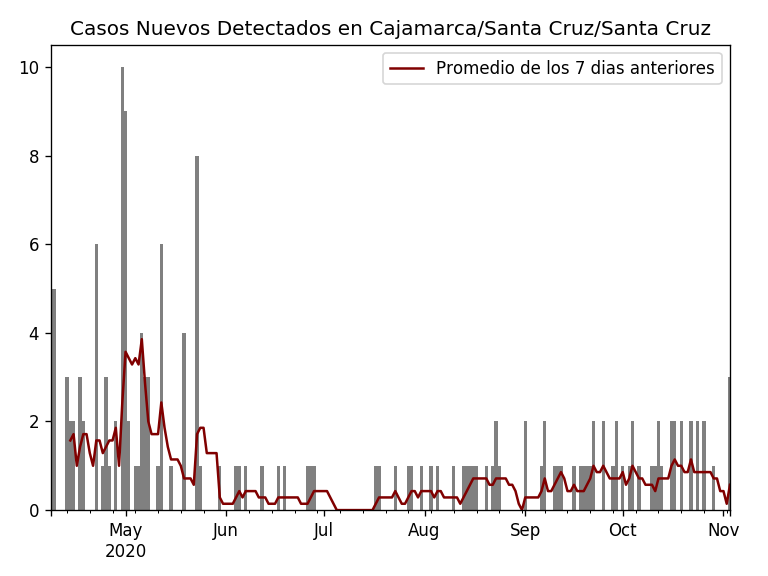 Casos Nuevos Detectados en Cajamarca/Santa Cruz/Santa Cruz
Promedio de los 7 dias anteriores
10
8
6
4
2
0
May Jun Jul Aug Sep Oct Nov
2020